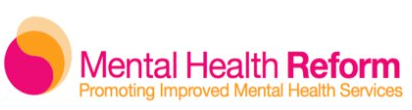 Mental Health Reform
Promoting Improved Mental Health Services